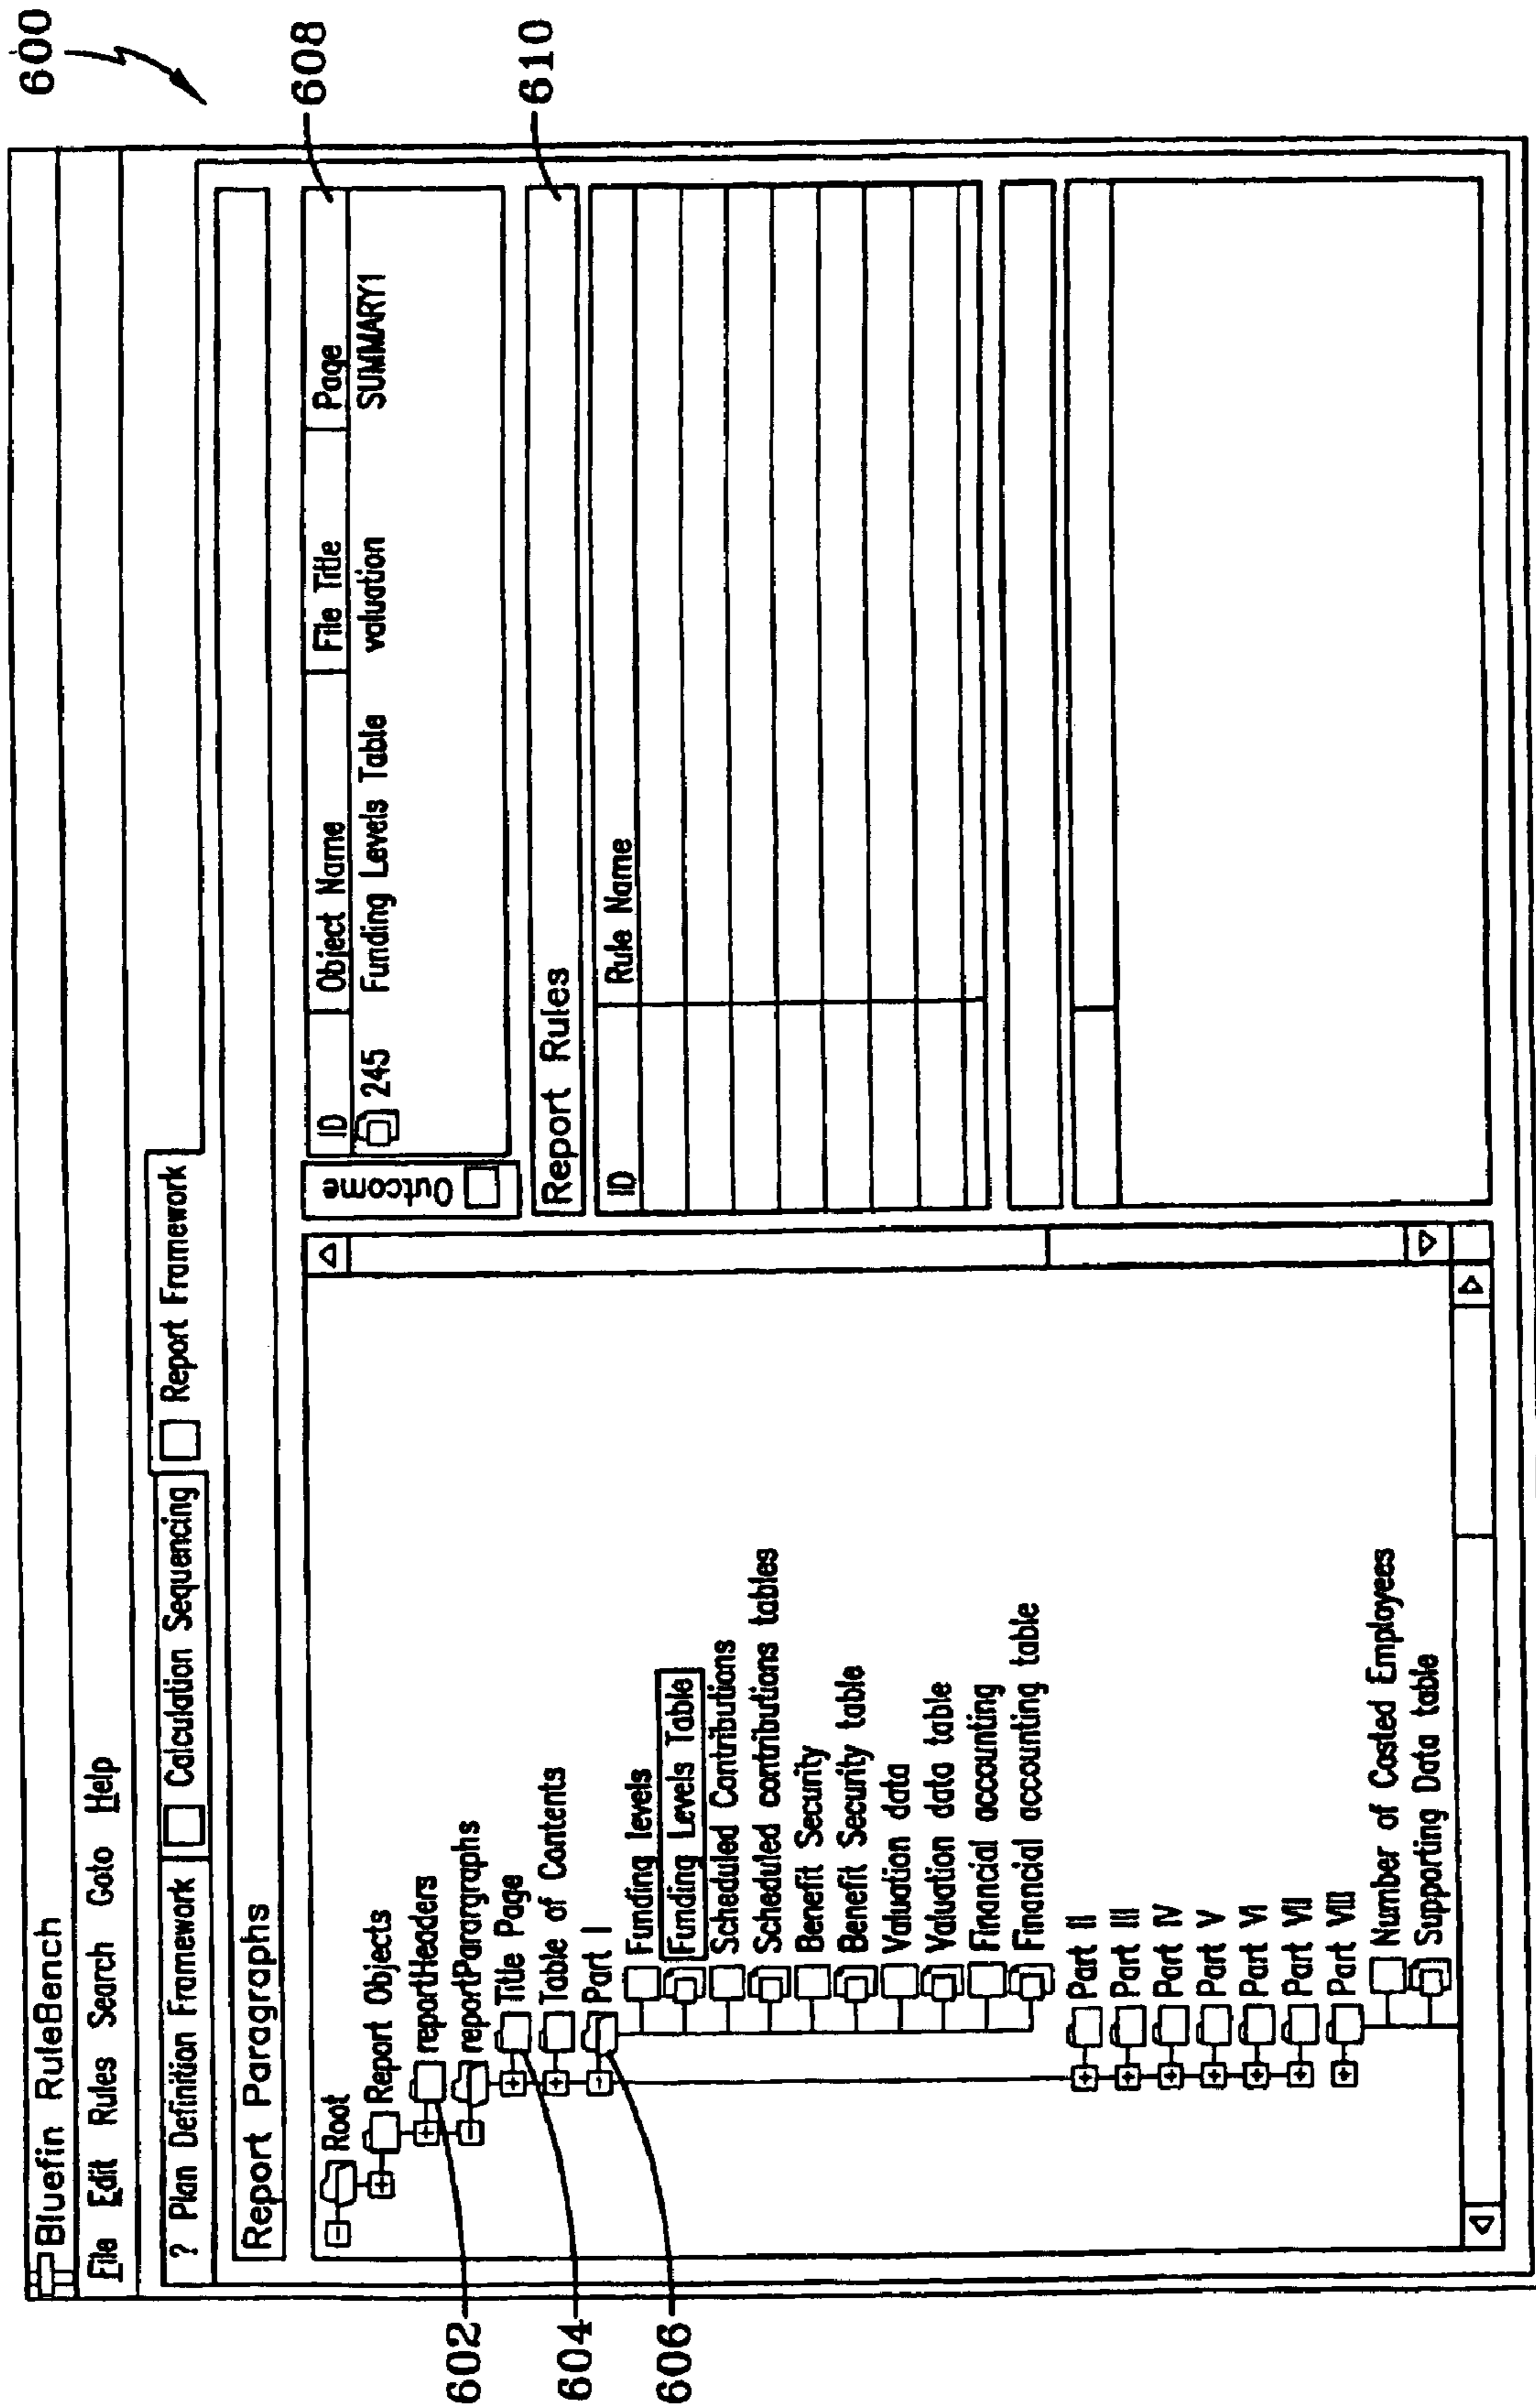 600
Bluefin RuleBench
File Edit Rules Search Goto Help
? Plan Definition Framework Calculation Sequencing Report Framework
Report Paragraphs
Root
Report Objects
reportHeaders
reportParargraphs
Title Page
Table of Contents
Part I
Funding levels
Funding Levels Table
Scheduled Contributions
Scheduled contributions tables
Benefit Security
Benefit Security table
Valuation data
Valuation data table
Financial accounting
Financial accounting table
Part II
Part III
Part IV
Part V
Part VI
Part VII
Part VIII
Number of Costed Employees
Supporting Data table
Outcome
ID Object Name File Title Page
245 Funding Levels Table valuation SUMMARY1
Report Rules
ID Rule Name
602
604
606
608
610